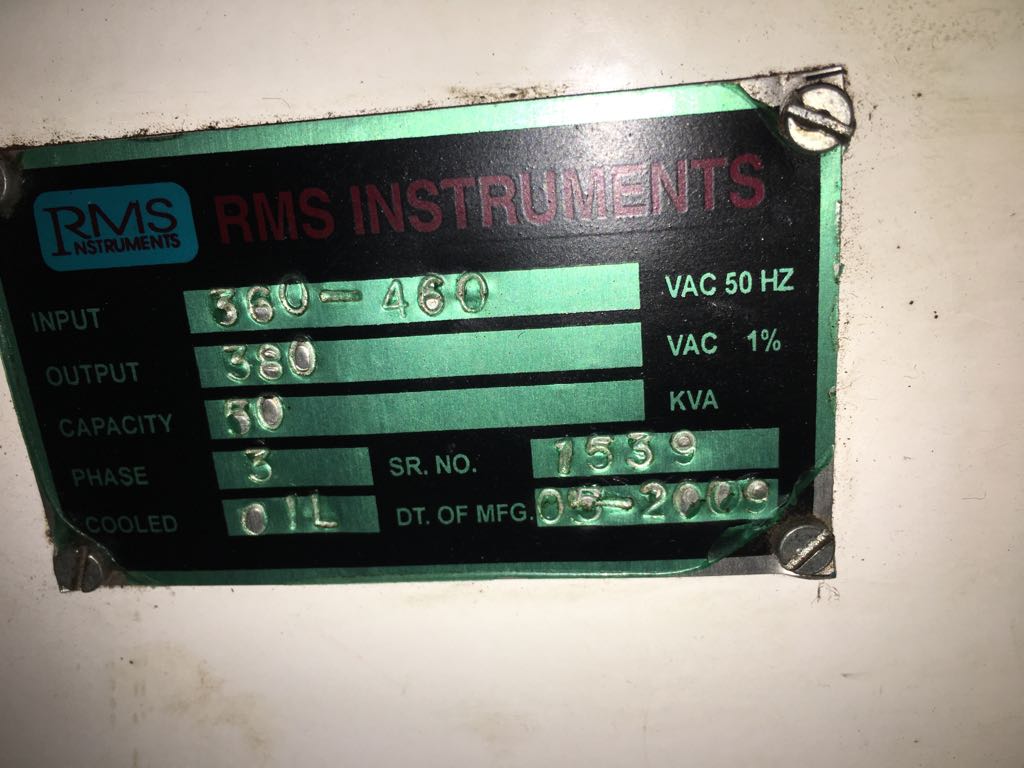 RMS
INSTRUMENTS
RMS INSTRUMENTS
INPUT 360-460 VAC 50 HZ
OUTPUT 380 VAC 1%
CAPACITY 50 KVA
PHASE 3 SR. NO. 1539
COOLED OIL DT. OF MFG. 05-2009